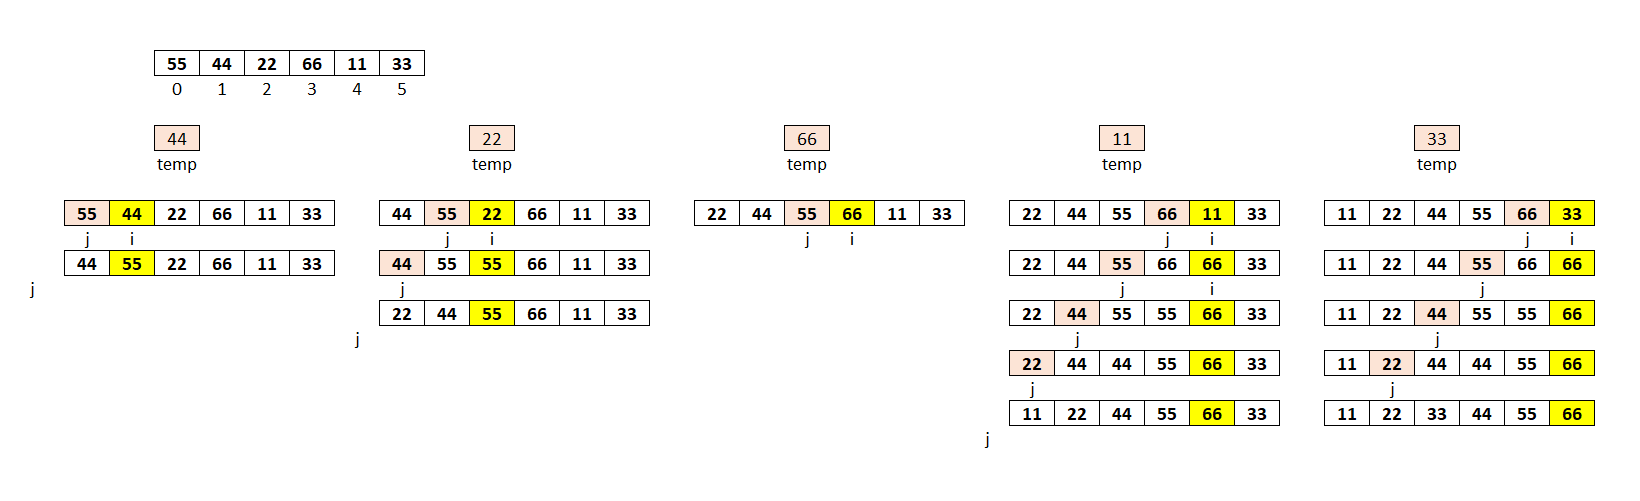 55 44 22 66 11 33
0 1 2 3 4 5
44 22 66 11 33
temp temp temp temp temp
55 44 22 66 11 33 44 55 22 66 11 33 22 44 55 66 11 33 22 44 55 66 11 33 11 22 44 55 66 33
j i j i j i j i j i
44 55 22 66 11 33 44 55 55 66 11 33 22 44 55 66 66 33 11 22 44 55 66 66
j j j i j
22 44 55 66 11 33 22 44 55 55 66 33 11 22 44 55 55 66
j j j
22 44 44 55 66 33 11 22 44 44 55 66
j j
11 22 44 55 66 33 11 22 33 44 55 66
j